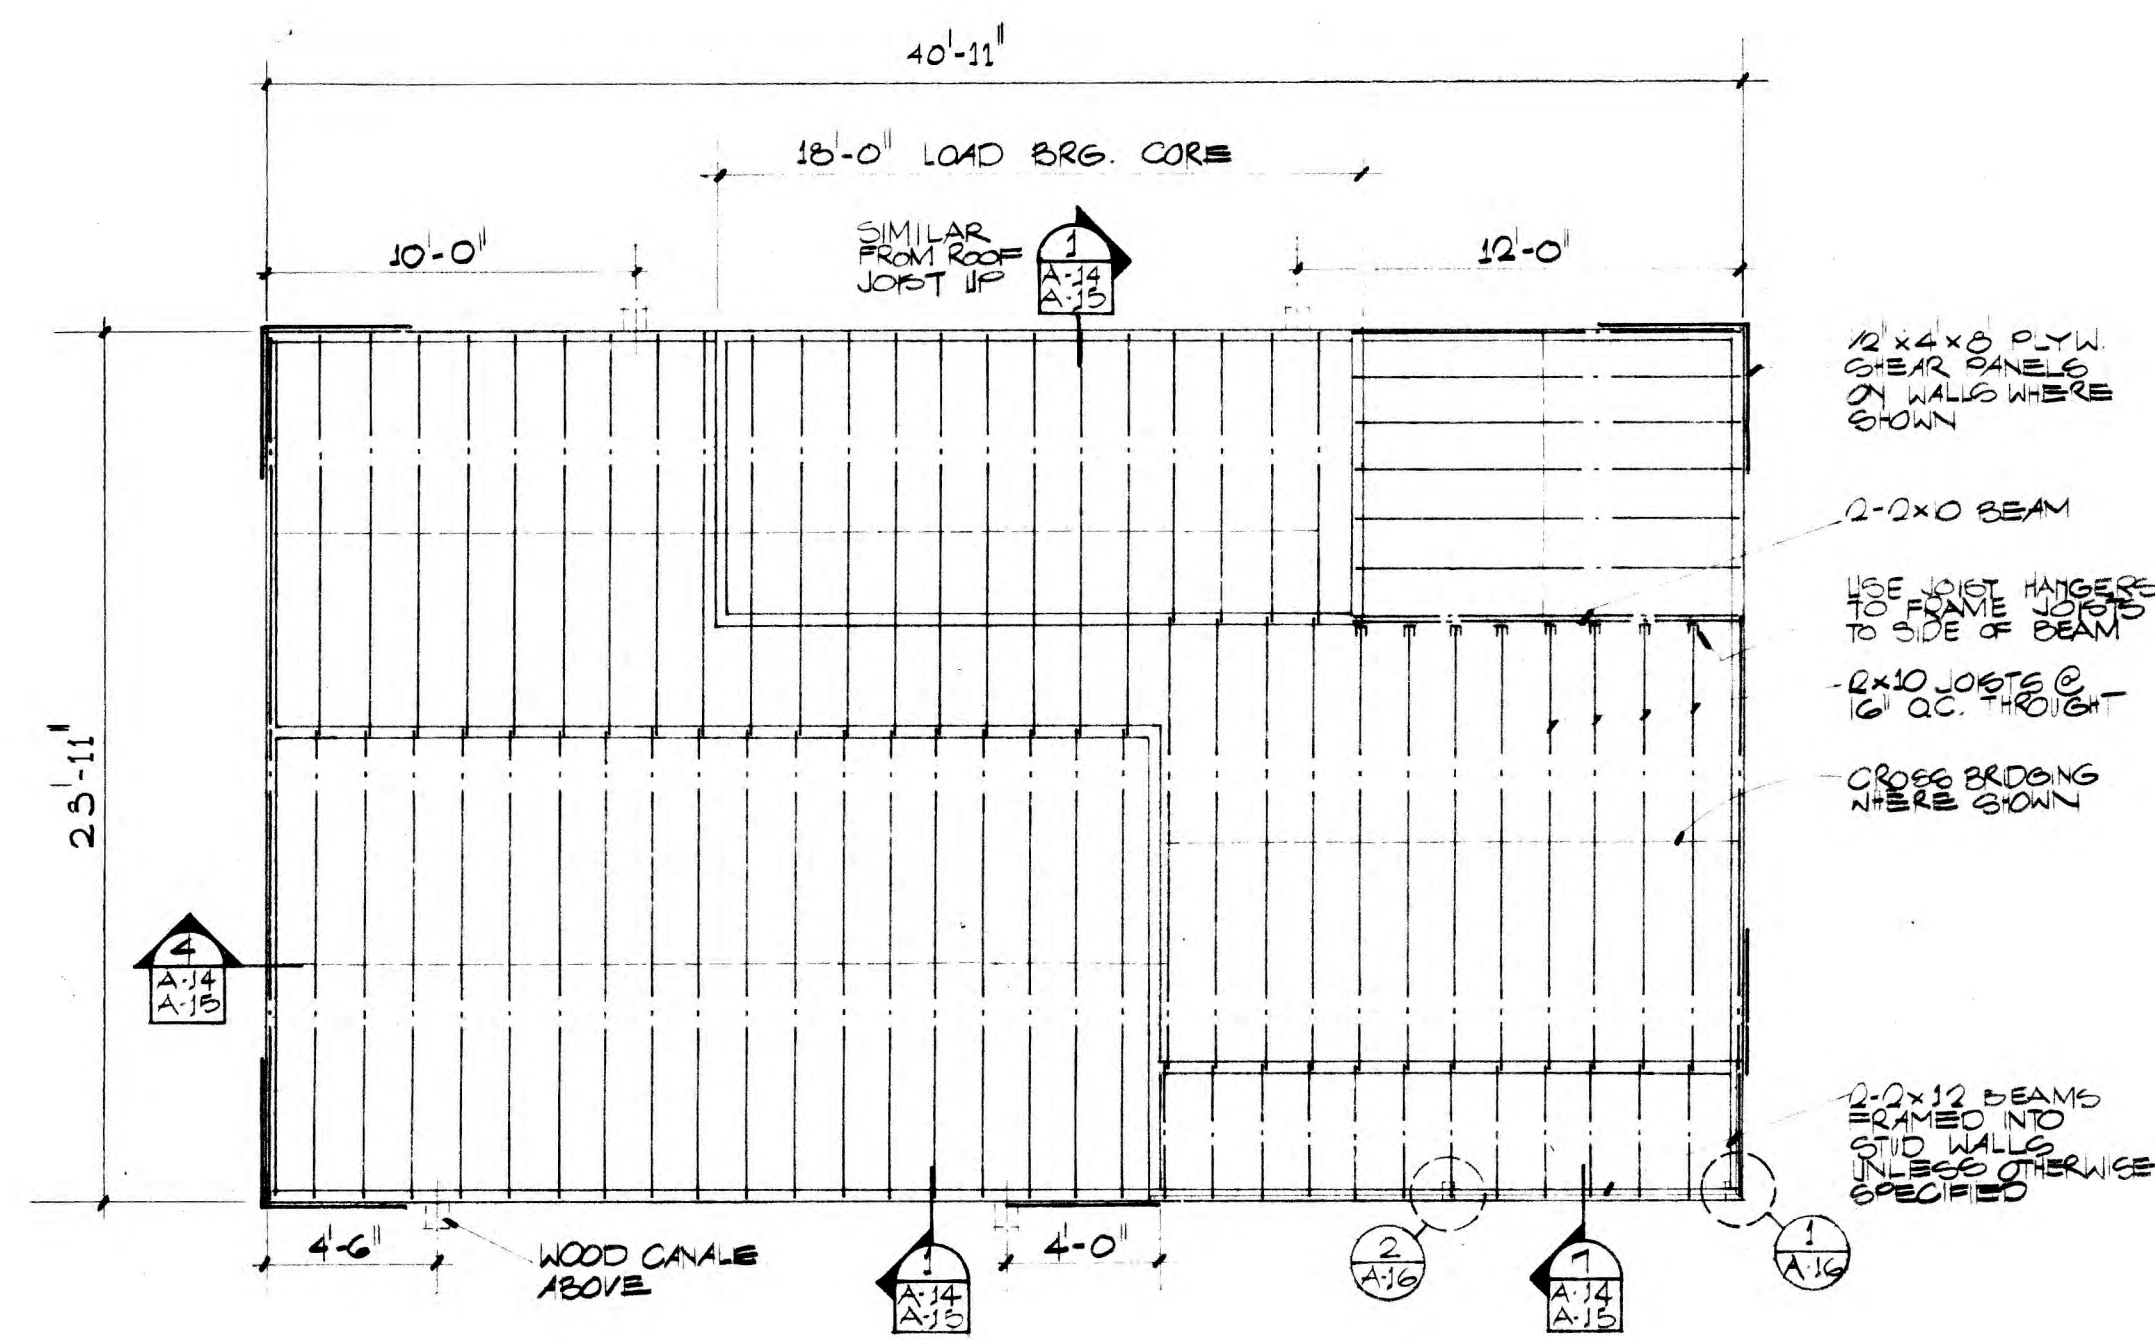 40'-11"
18'-0" LOAD BRG. CORE
10'-0"
SIMILAR
FROM ROOF
JOIST UP
1
A-14
A-15
12'-0"
1/2" x 4' x 8' PLYW.
SHEAR PANELS
ON WALLS WHERE
SHOWN
2-2x10 BEAM
USE JOIST HANGERS
TO FRAME JOISTS
TO SIDE OF BEAM
2x10 JOISTS @
16" O.C. THROUGHT
CROSS BRIDGING
WHERE SHOWN
23'-11"
4
A-14
A-15
2-2x12 BEAMS
FRAMED INTO
STUD WALLS
UNLESS OTHERWISE
SPECIFIED
4'-6"
WOOD CANALE
ABOVE
1
A-14
A-15
4'-0"
2
A-16
7
A-14
A-15
1
A-16